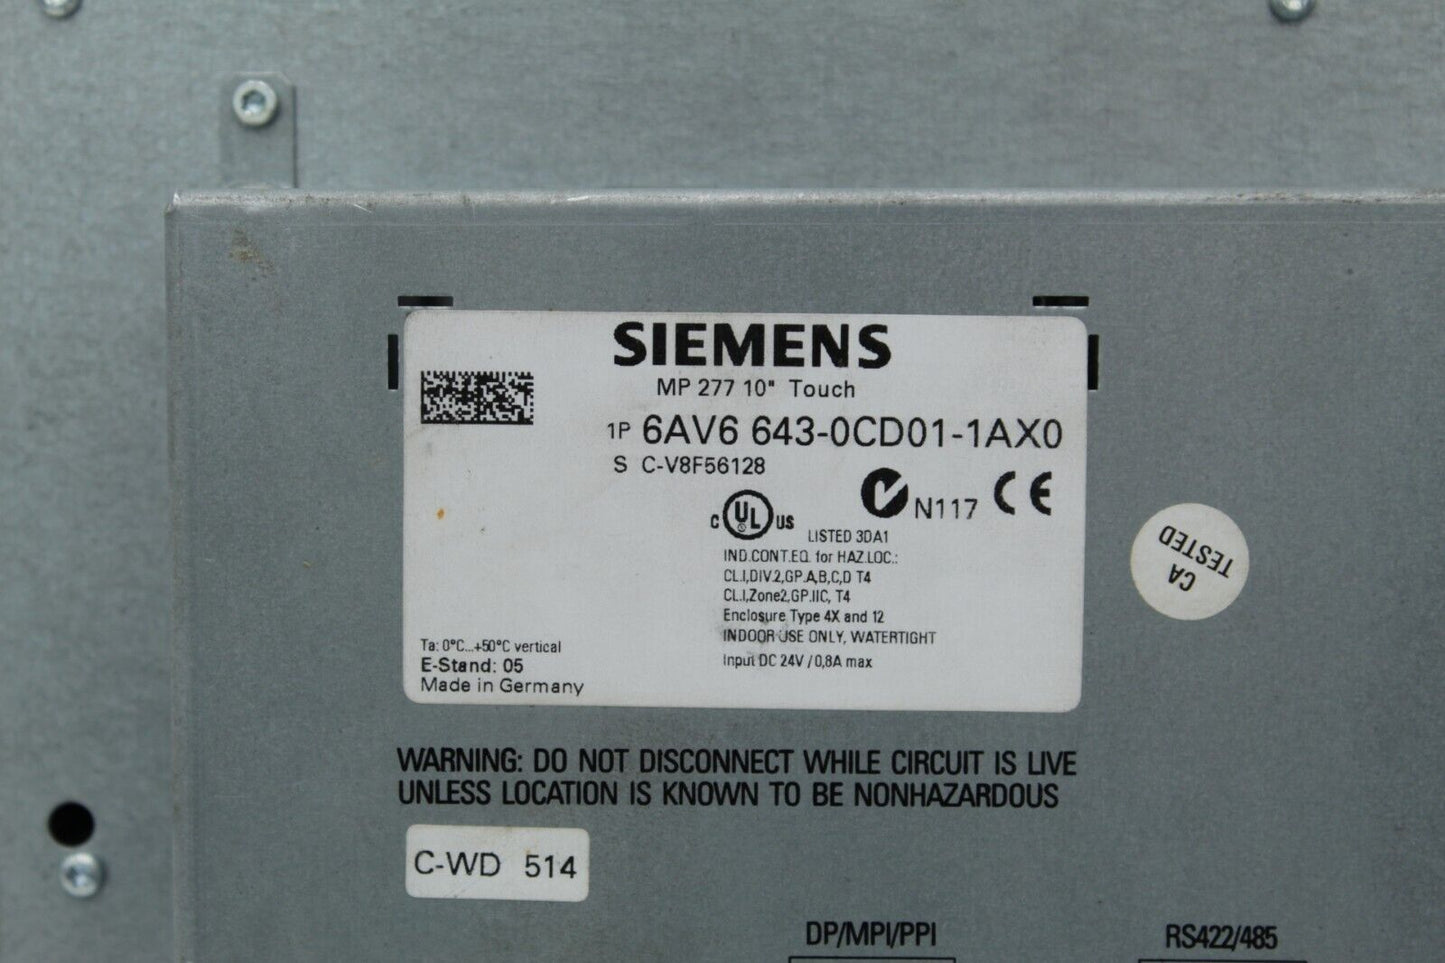 SIEMENS
MP 277 10" Touch
1P 6AV6 643-0CD01-1AX0
S C-V8F56128
N117 CE
C UL US
LISTED 3DA1
IND.CONT.EQ. for HAZ.LOC.:
CL.I,DIV.2,GP.A,B,C,D T4
CL.I,Zone2,GP.IIC, T4
Enclosure Type 4X and 12
INDOOR USE ONLY, WATERTIGHT
Input DC 24V / 0,8A max
Ta: 0°C...+50°C vertical
E-Stand: 05
Made in Germany
CA
TESTED
WARNING: DO NOT DISCONNECT WHILE CIRCUIT IS LIVE
UNLESS LOCATION IS KNOWN TO BE NONHAZARDOUS
C-WD 514
DP/MPI/PPI
RS422/485